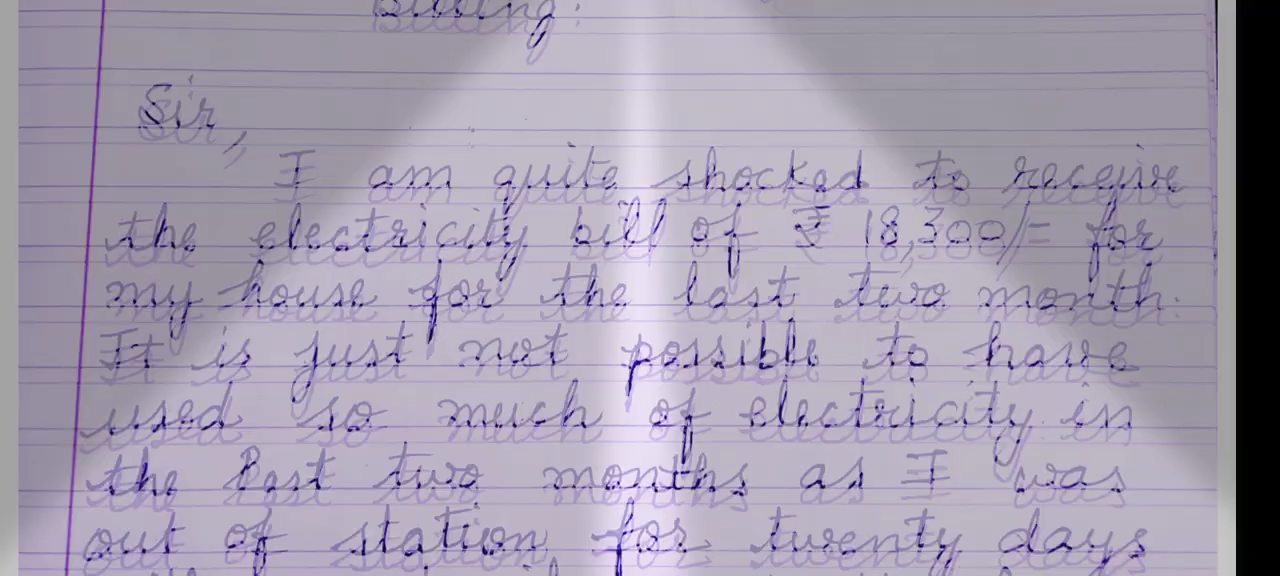 Billing:
Sir,
I am quite shocked to receive
the electricity bill of ₹ 18,300/= for
my house for the last two month.
It is just not possible to have
used so much of electricity in
the Past two months as I was
out of station for twenty days